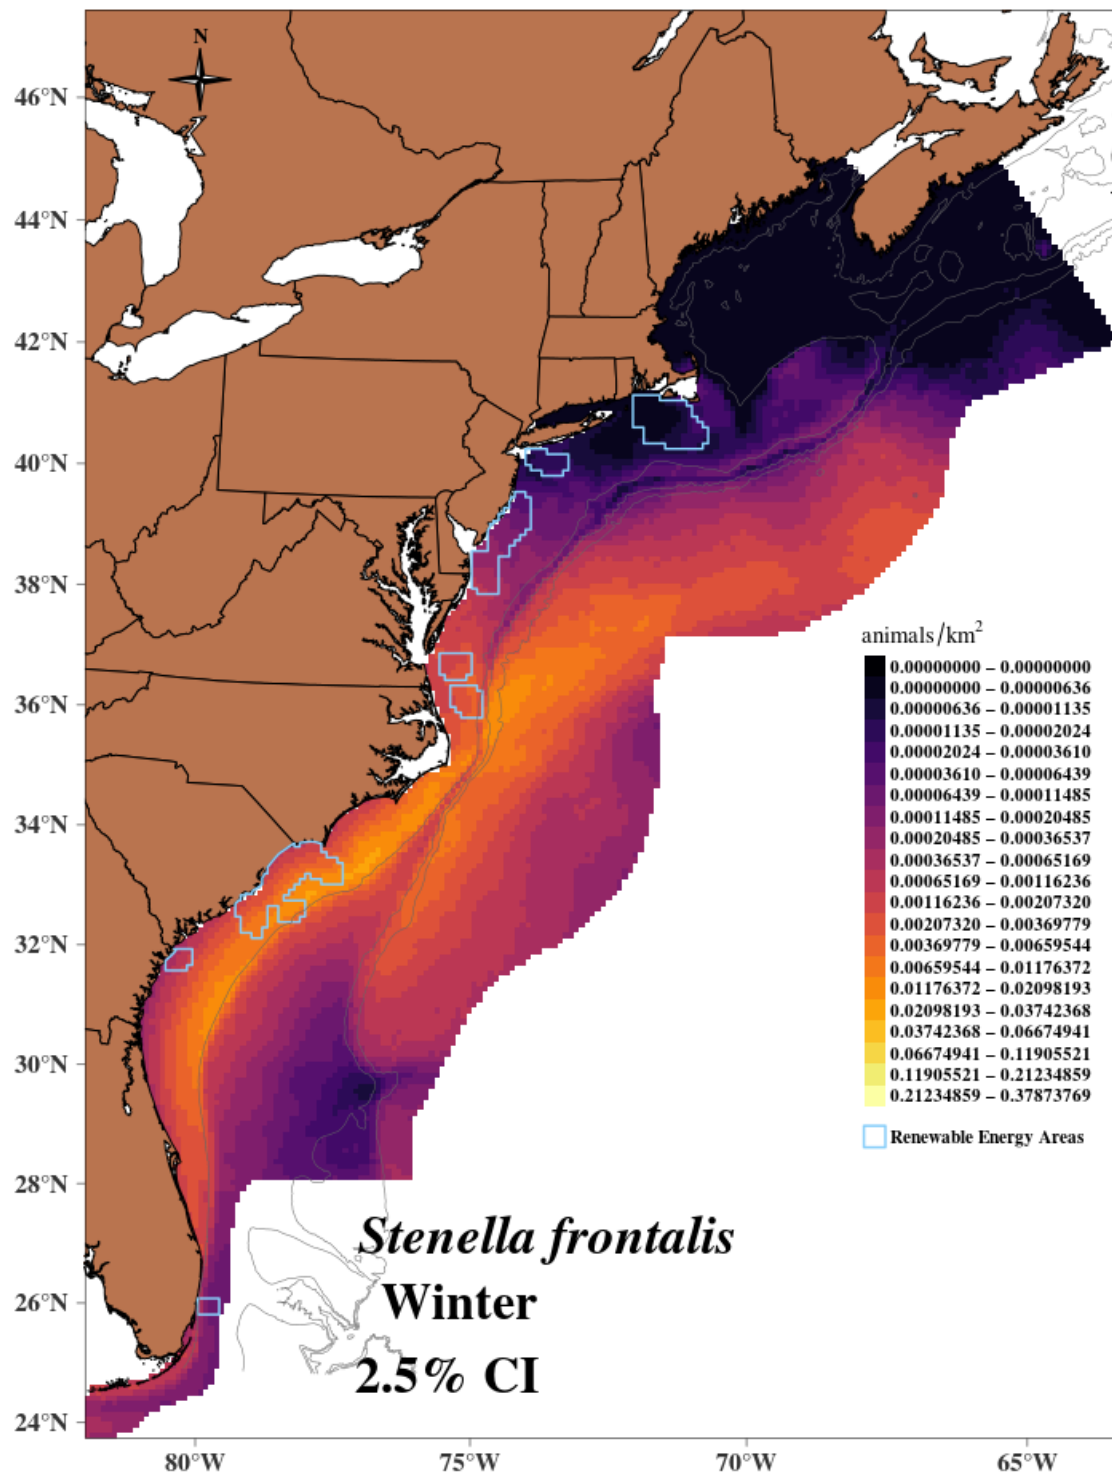 N
46°N
44°N
42°N
40°N
38°N
36°N
34°N
32°N
30°N
28°N
26°N
24°N
animals/km²
0.00000000 – 0.00000000
0.00000000 – 0.00000636
0.00000636 – 0.00001135
0.00001135 – 0.00002024
0.00002024 – 0.00003610
0.00003610 – 0.00006439
0.00006439 – 0.00011485
0.00011485 – 0.00020485
0.00020485 – 0.00036537
0.00036537 – 0.00065169
0.00065169 – 0.00116236
0.00116236 – 0.00207320
0.00207320 – 0.00369779
0.00369779 – 0.00659544
0.00659544 – 0.01176372
0.01176372 – 0.02098193
0.02098193 – 0.03742368
0.03742368 – 0.06674941
0.06674941 – 0.11905521
0.11905521 – 0.21234859
0.21234859 – 0.37873769
Renewable Energy Areas
Stenella frontalis
Winter
2.5% CI
80°W
75°W
70°W
65°W